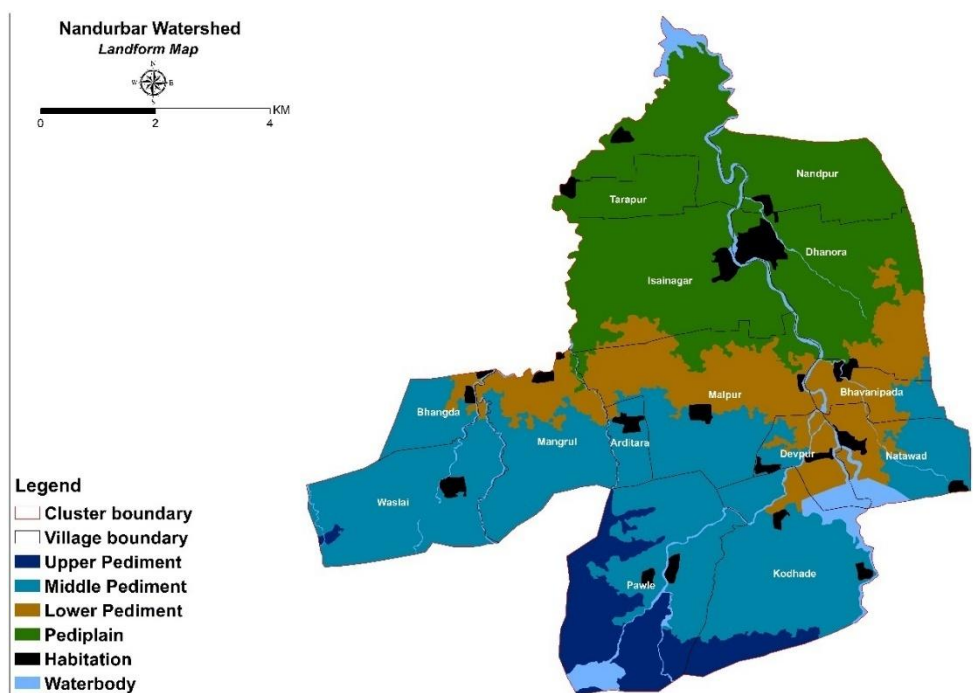 Nandurbar Watershed
Landform Map
N
W E
S
KM
0 2 4
Nandpur
Tarapur
Dhanora
Isainagar
Malpur
Bhavanipada
Bhangda
Mangrul
Arditara
Devpur
Natawad
Waslai
Pawle
Kodhade
Legend
Cluster boundary
Village boundary
Upper Pediment
Middle Pediment
Lower Pediment
Pediplain
Habitation
Waterbody